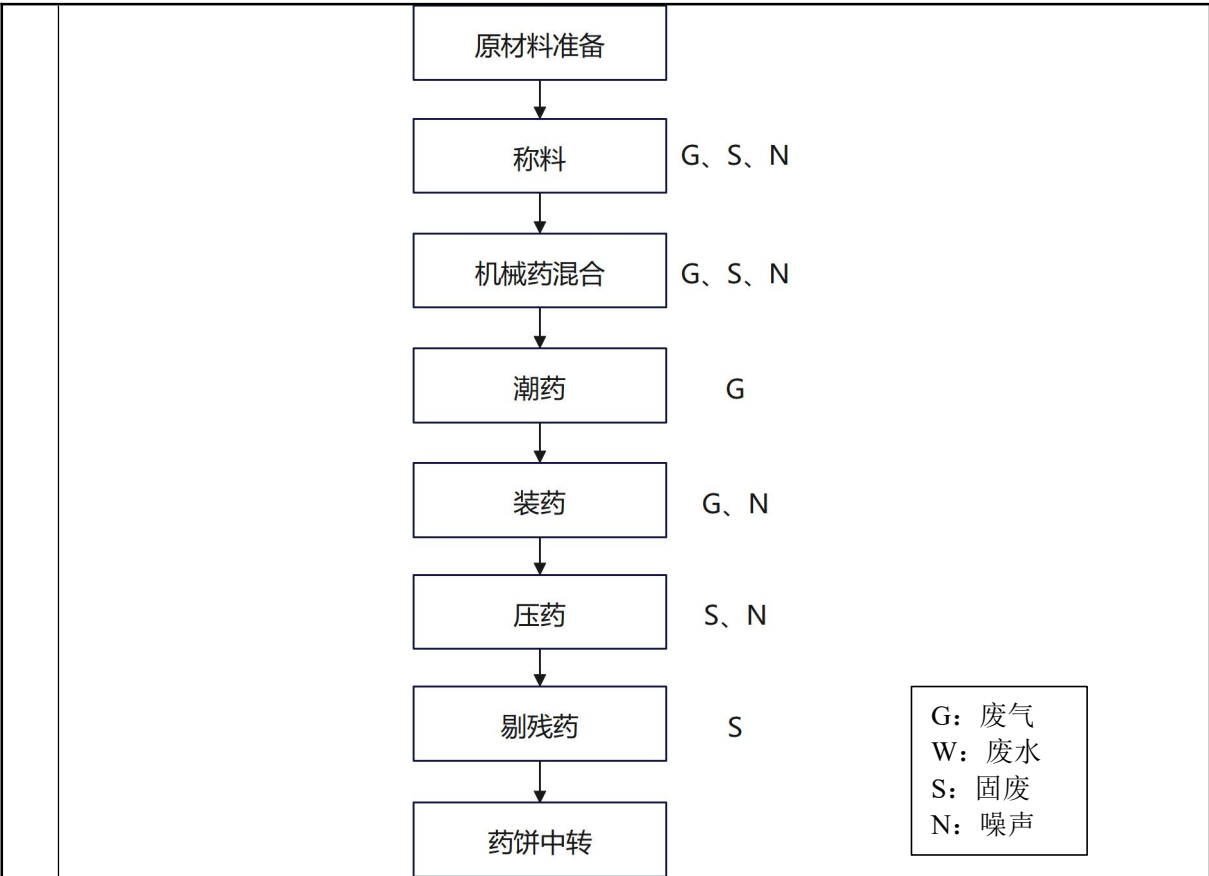 原材料准备
称料 G、S、N
机械药混合 G、S、N
潮药 G
装药 G、N
压药 S、N
剔残药 S
药饼中转
G：废气
W：废水
S：固废
N：噪声